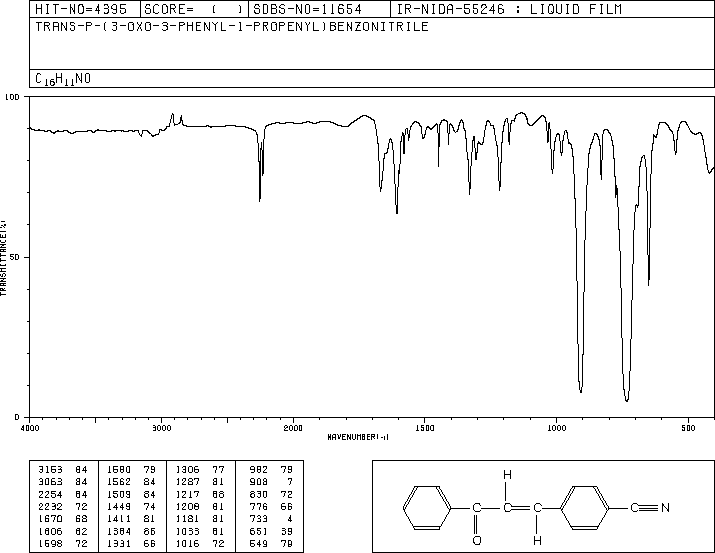 HIT-NO=4395 SCORE= ( ) SDBS-NO=11654 IR-NIDA-55246 : LIQUID FILM
TRANS-P-(3-OXO-3-PHENYL-1-PROPENYL)BENZONITRILE
C16H11NO
100
50
0
TRANSMITTANCE(%)
4000 3000 2000 1500 1000 500
WAVENUMBER(-1)
3153 84 1580 79 1306 77 982 79
3063 84 1562 84 1287 81 908 7
2254 84 1509 84 1217 68 830 72
2232 72 1449 74 1208 81 776 66
1670 68 1411 81 1181 81 733 4
1606 62 1384 86 1033 81 651 39
1598 72 1331 66 1016 72 549 79
H
C C C C N
O H